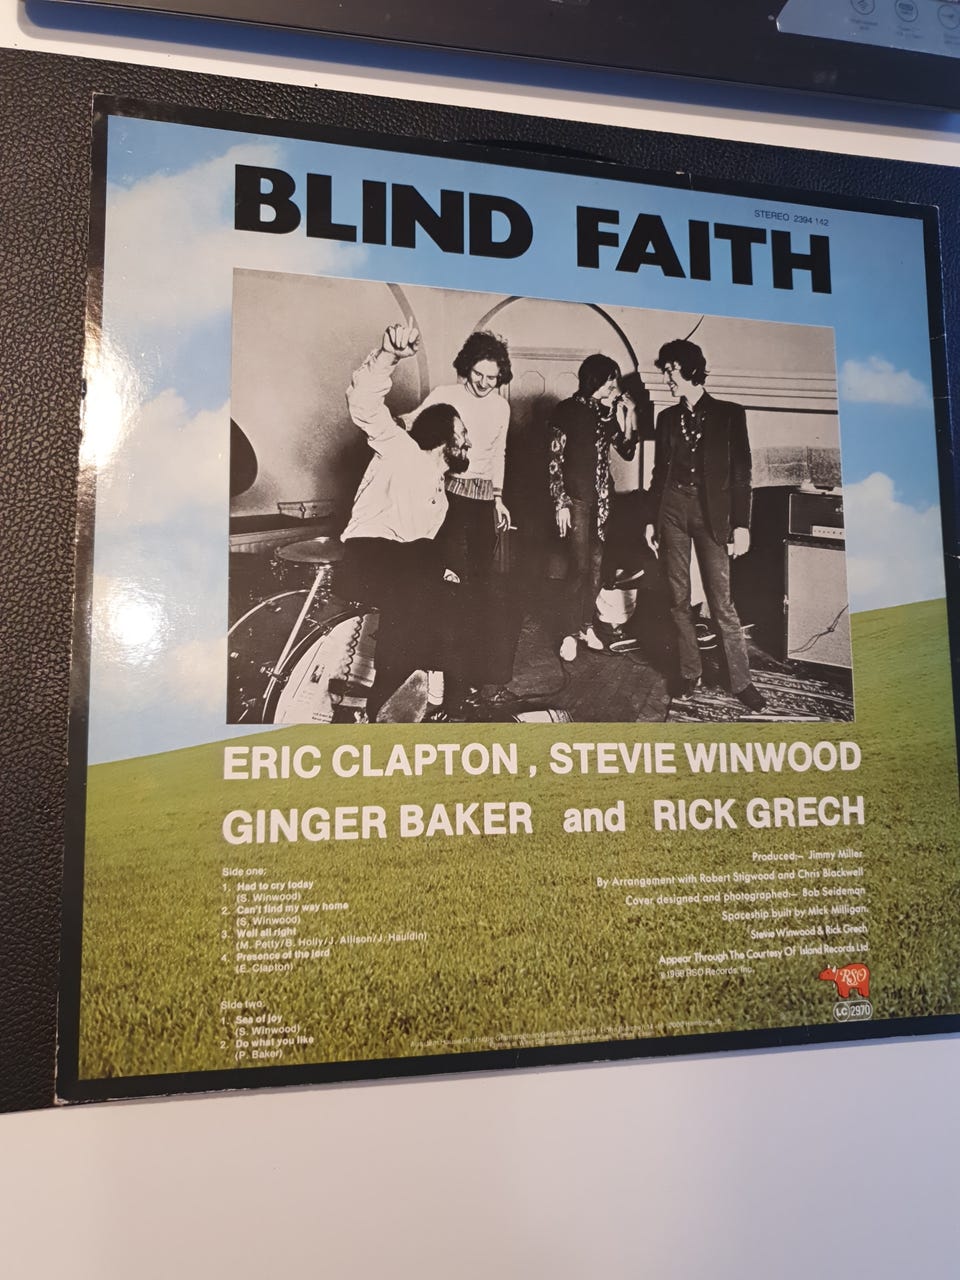 BLIND FAITH
STEREO 2394 142
ERIC CLAPTON, STEVIE WINWOOD
GINGER BAKER and RICK GRECH
Side one:
1. Had to cry today
(S. Winwood)
2. Can't find my way home
(S. Winwood)
3. Well all right
(M. Petty/B. Holly/J. Allison/J. Hauldin)
4. Presence of the lord
(E. Clapton)
Side two:
1. Sea of joy
(S. Winwood)
2. Do what you like
(P. Baker)
Produced:— Jimmy Miller
By Arrangement with Robert Stigwood and Chris Blackwell
Cover designed and photographed:— Bob Seideman
Spaceship built by Mick Milligan.
Stevie Winwood & Rick Grech
Appear Through The Courtesy Of Island Records Ltd.
RSO Records, Inc.
RSO
LC 2970